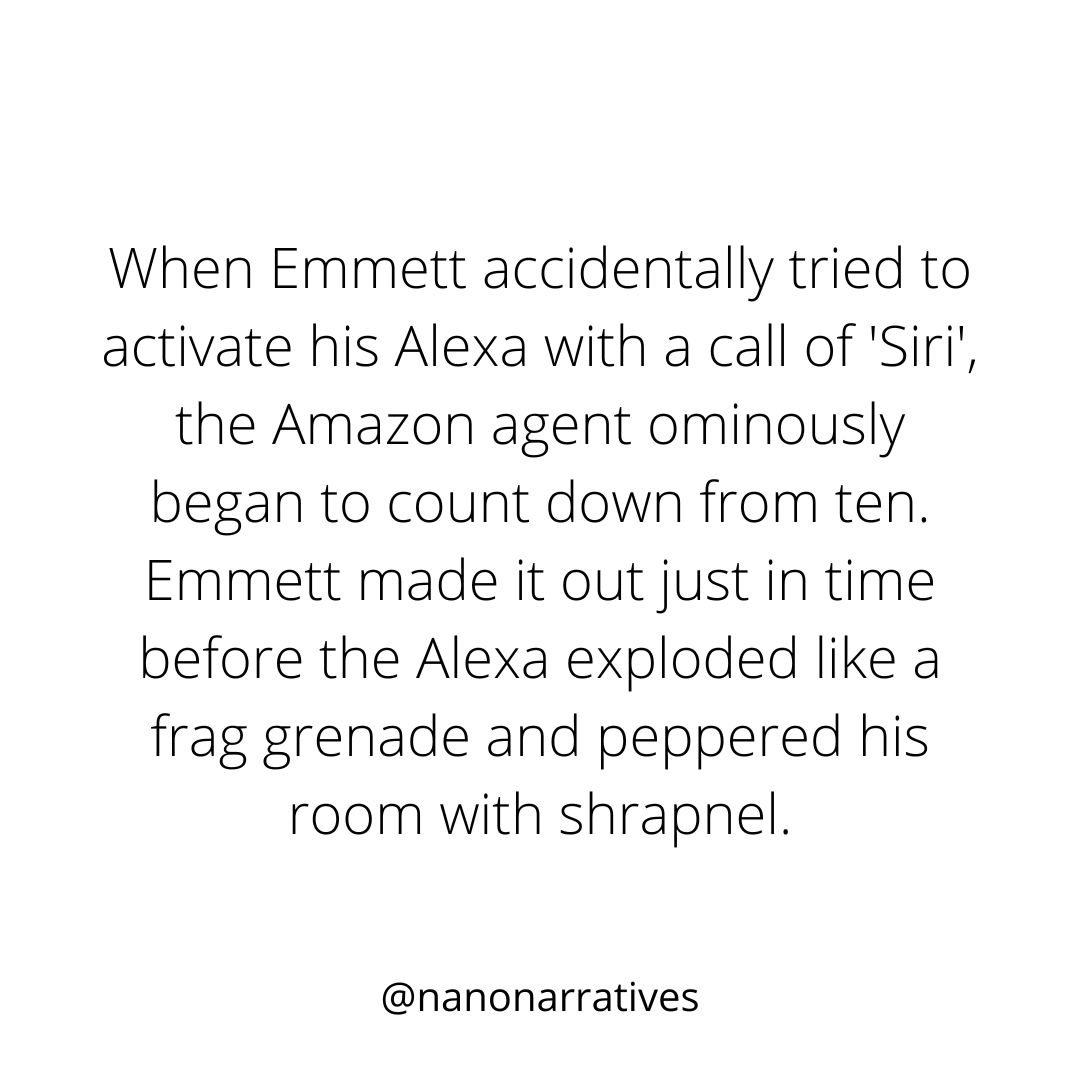 When Emmett accidentally tried to
activate his Alexa with a call of 'Siri',
the Amazon agent ominously
began to count down from ten.
Emmett made it out just in time
before the Alexa exploded like a
frag grenade and peppered his
room with shrapnel.
@nanonarratives